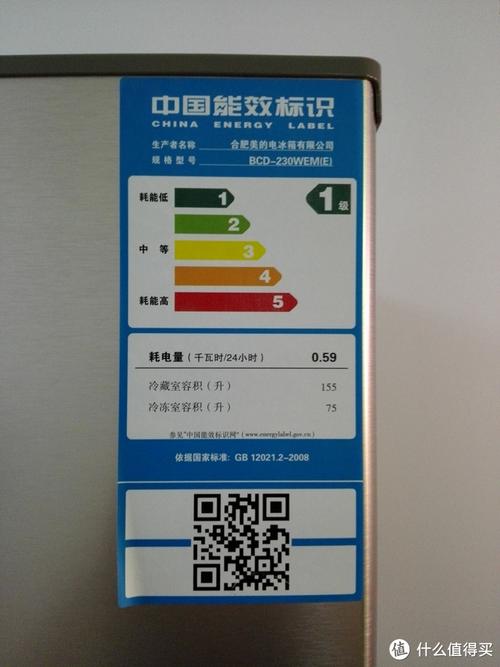 中国能效标识
CHINA ENERGY LABEL
生产者名称 合肥美的电冰箱有限公司
规格型号 BCD-230WEM(E)
耗能低 1 1级
2
中 等 3
4
耗能高 5
耗电量（千瓦时/24小时） 0.59
冷藏室容积（升） 155
冷冻室容积（升） 75
参见"中国能效标识网"(www.energylabel.gov.cn)
依据国家标准: GB 12021.2-2008
值 什么值得买